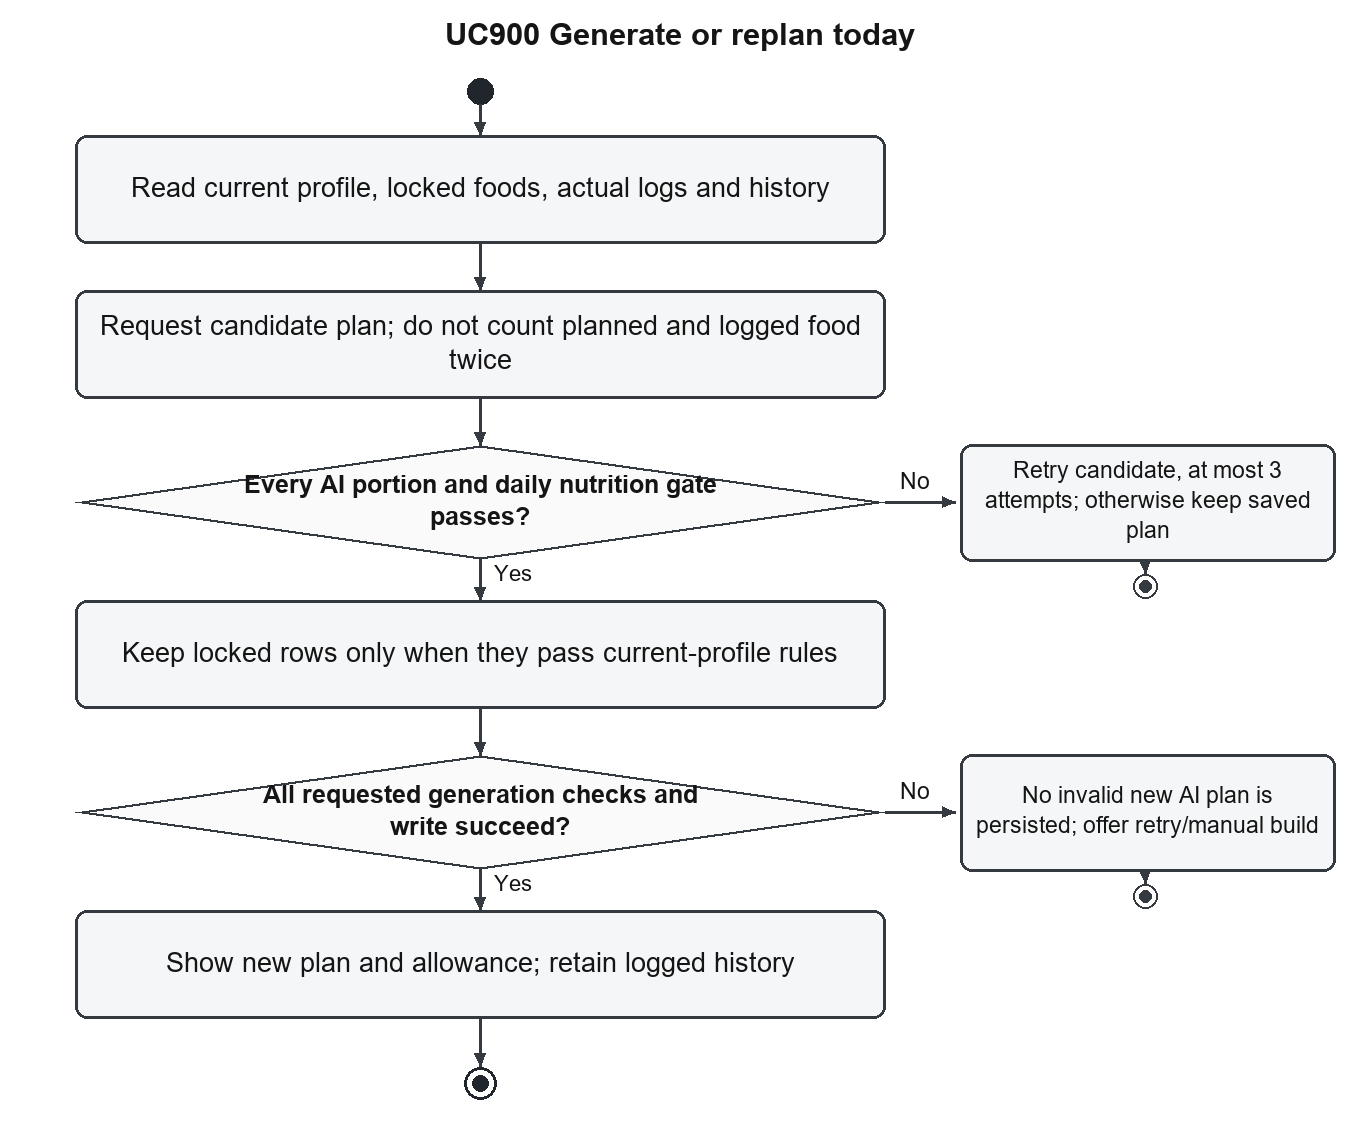 UC900 Generate or replan today
Read current profile, locked foods, actual logs and history
Request candidate plan; do not count planned and logged food
twice
Every AI portion and daily nutrition gate
passes?
No
Retry candidate, at most 3
attempts; otherwise keep saved
plan
Yes
Keep locked rows only when they pass current-profile rules
All requested generation checks and
write succeed?
No
No invalid new AI plan is
persisted; offer retry/manual build
Yes
Show new plan and allowance; retain logged history